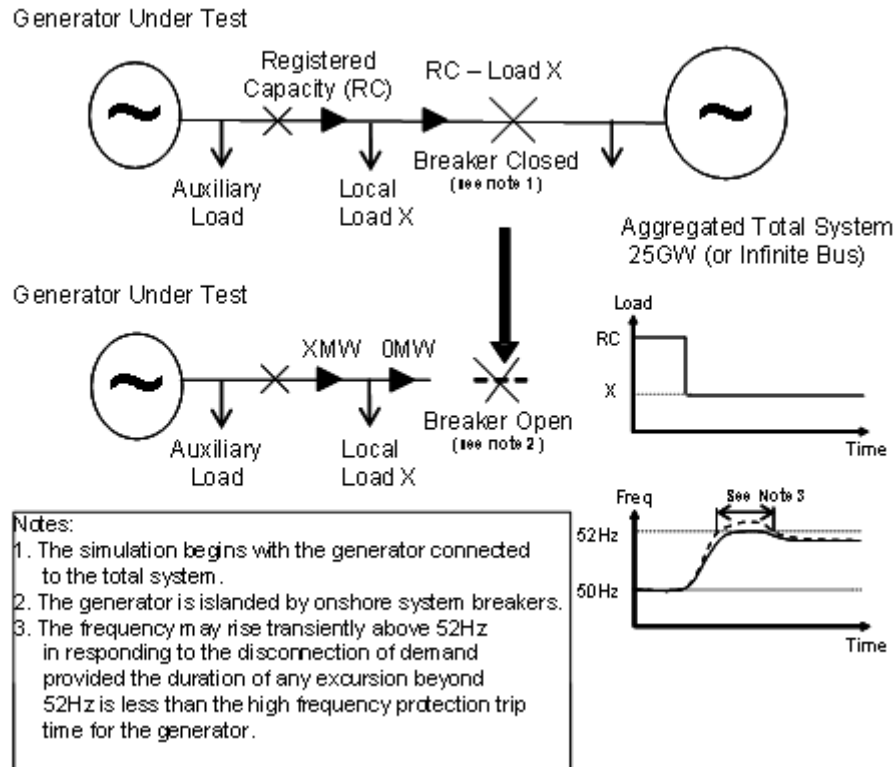 Generator Under Test
Registered
Capacity (RC)
RC – Load X
~
~
Auxiliary
Load
Local
Load X
Breaker Closed
(see note 1)
Aggregated Total System
25GW (or Infinite Bus)
Generator Under Test
XMW
0MW
~
Auxiliary
Load
Local
Load X
Breaker Open
(see note 2)
Load
RC
X
Time
Freq
See Note 3
52Hz
50Hz
Time
Notes:
1. The simulation begins with the generator connected
to the total system.
2. The generator is islanded by onshore system breakers.
3. The frequency may rise transiently above 52Hz
in responding to the disconnection of demand
provided the duration of any excursion beyond
52Hz is less than the high frequency protection trip
time for the generator.